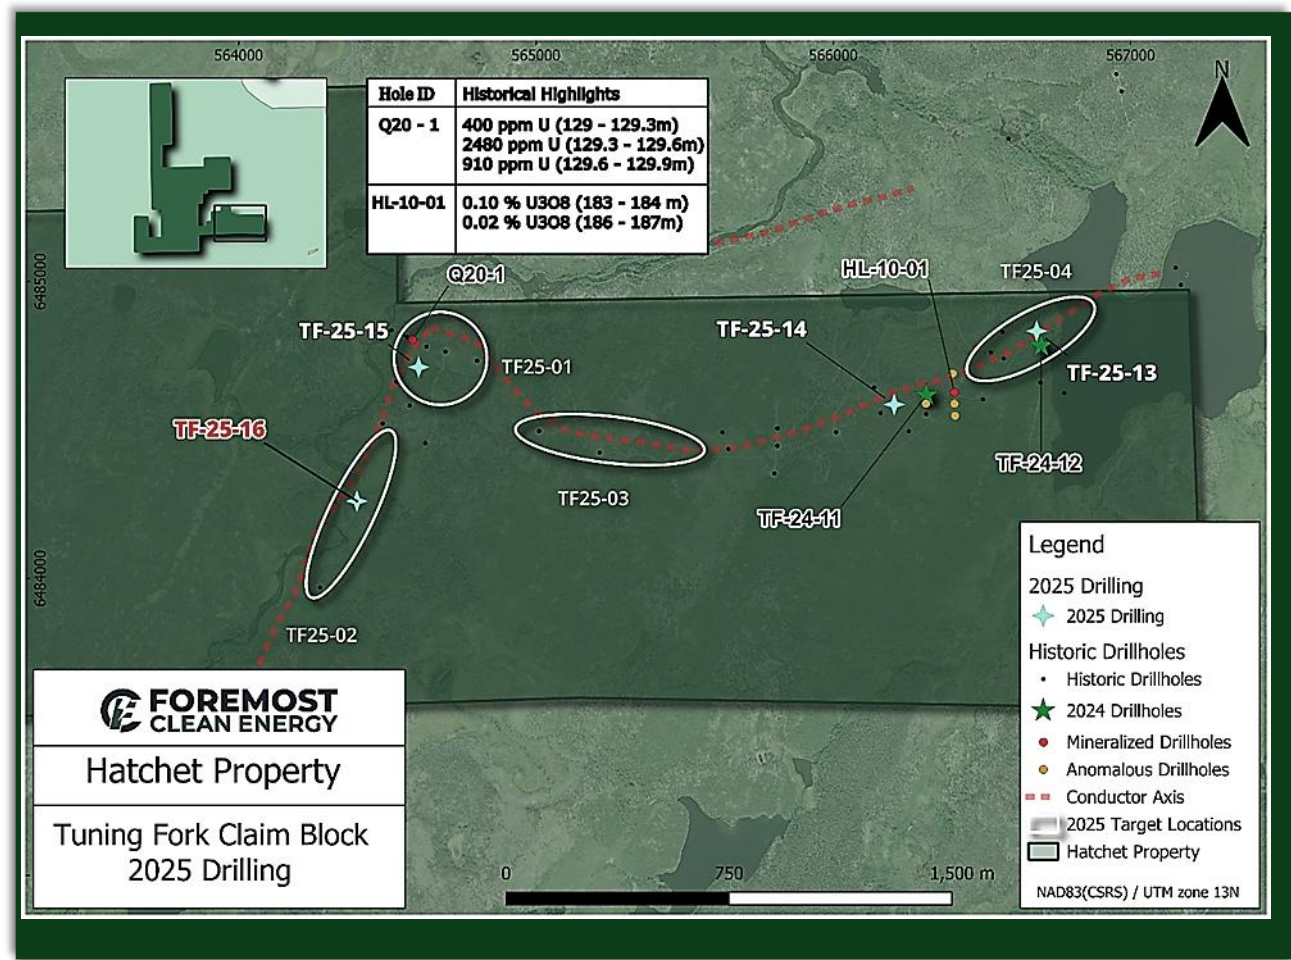 564000
565000
566000
567000
N
Hole ID
Historical Highlights
Q20 - 1
400 ppm U (129 - 129.3m)
2480 ppm U (129.3 - 129.6m)
910 ppm U (129.6 - 129.9m)
HL-10-01
0.10 % U3O8 (183 - 184 m)
0.02 % U3O8 (186 - 187m)
6485000
Q20-1
HL-10-01
TF25-04
TF-25-15
TF-25-14
TF25-01
TF-25-13
TF-25-16
TF-24-12
TF25-03
TF-24-11
6484000
TF25-02
Legend
2025 Drilling
2025 Drilling
Historic Drillholes
Historic Drillholes
2024 Drillholes
Mineralized Drillholes
Anomalous Drillholes
Conductor Axis
2025 Target Locations
Hatchet Property
NAD83(CSRS) / UTM zone 13N
FOREMOST
CLEAN ENERGY
Hatchet Property
Tuning Fork Claim Block
2025 Drilling
0
750
1,500 m